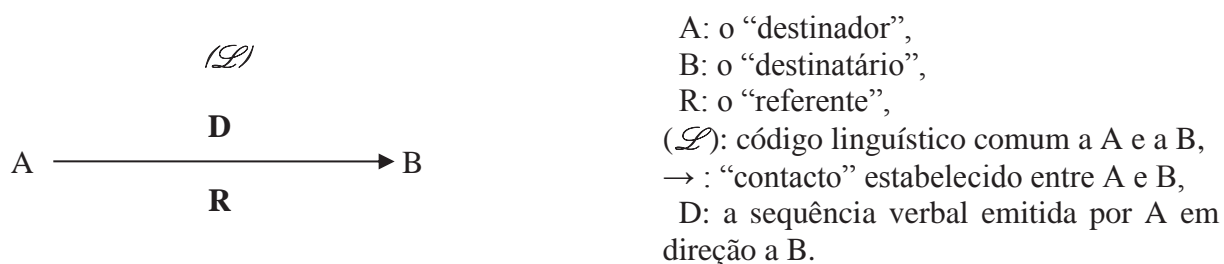 (ℒ)
D
A → B
R
A: o “destinador”,
B: o “destinatário”,
R: o “referente”,
(ℒ): código linguístico comum a A e a B,
→ : “contacto” estabelecido entre A e B,
D: a sequência verbal emitida por A em
direção a B.